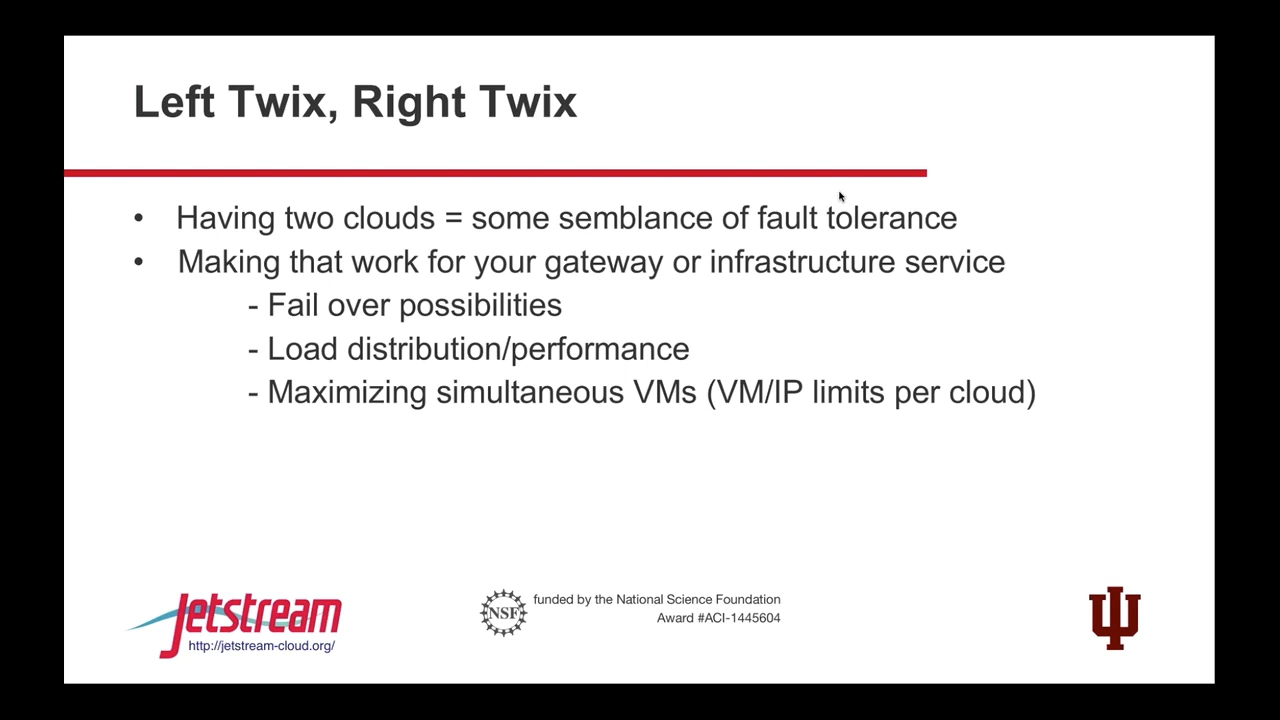 Left Twix, Right Twix
• Having two clouds = some semblance of fault tolerance
• Making that work for your gateway or infrastructure service
- Fail over possibilities
- Load distribution/performance
- Maximizing simultaneous VMs (VM/IP limits per cloud)
Jetstream
http://jetstream-cloud.org/
NSF
funded by the National Science Foundation
Award #ACI-1445604